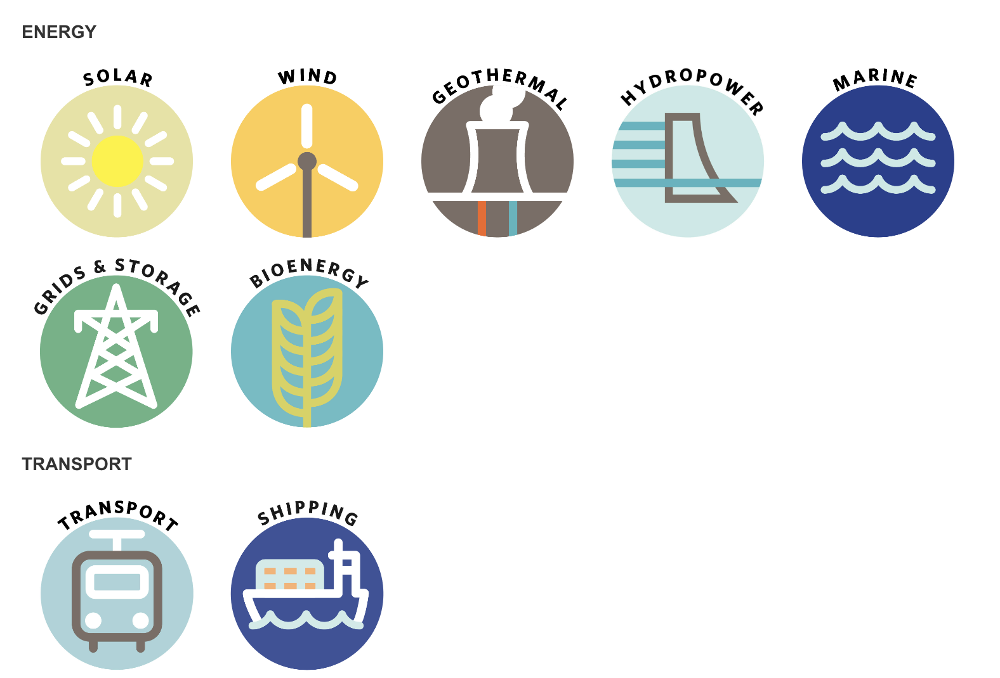 ENERGY
SOLAR
WIND
GEOTHERMAL
HYDROPOWER
MARINE
GRIDS & STORAGE
BIOENERGY
TRANSPORT
TRANSPORT
SHIPPING